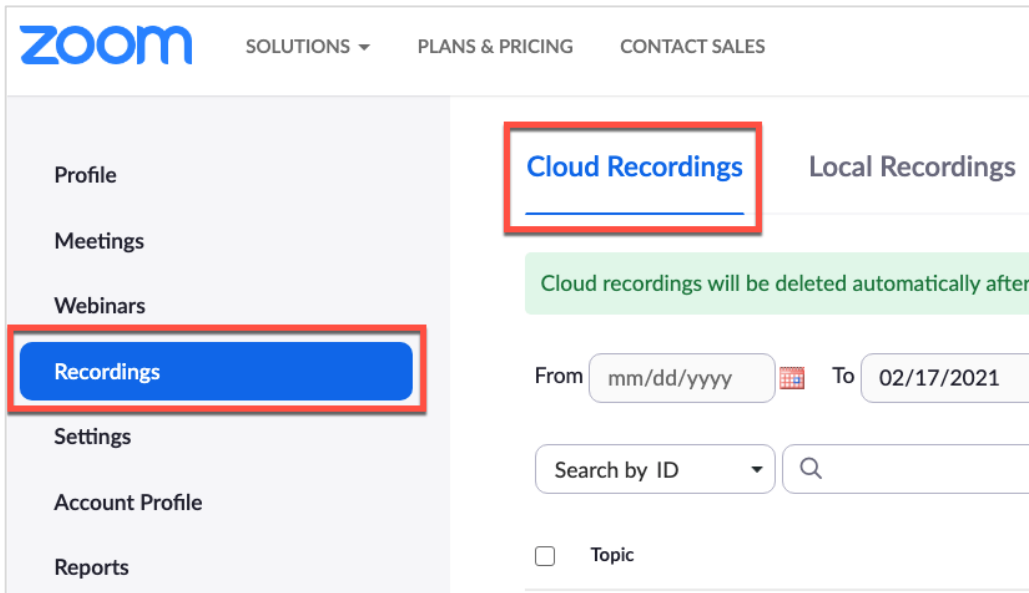 zoom SOLUTIONS PLANS & PRICING CONTACT SALES
Profile
Meetings
Webinars
Recordings
Settings
Account Profile
Reports
Cloud Recordings Local Recordings
Cloud recordings will be deleted automatically after
From mm/dd/yyyy To 02/17/2021
Search by ID
Topic